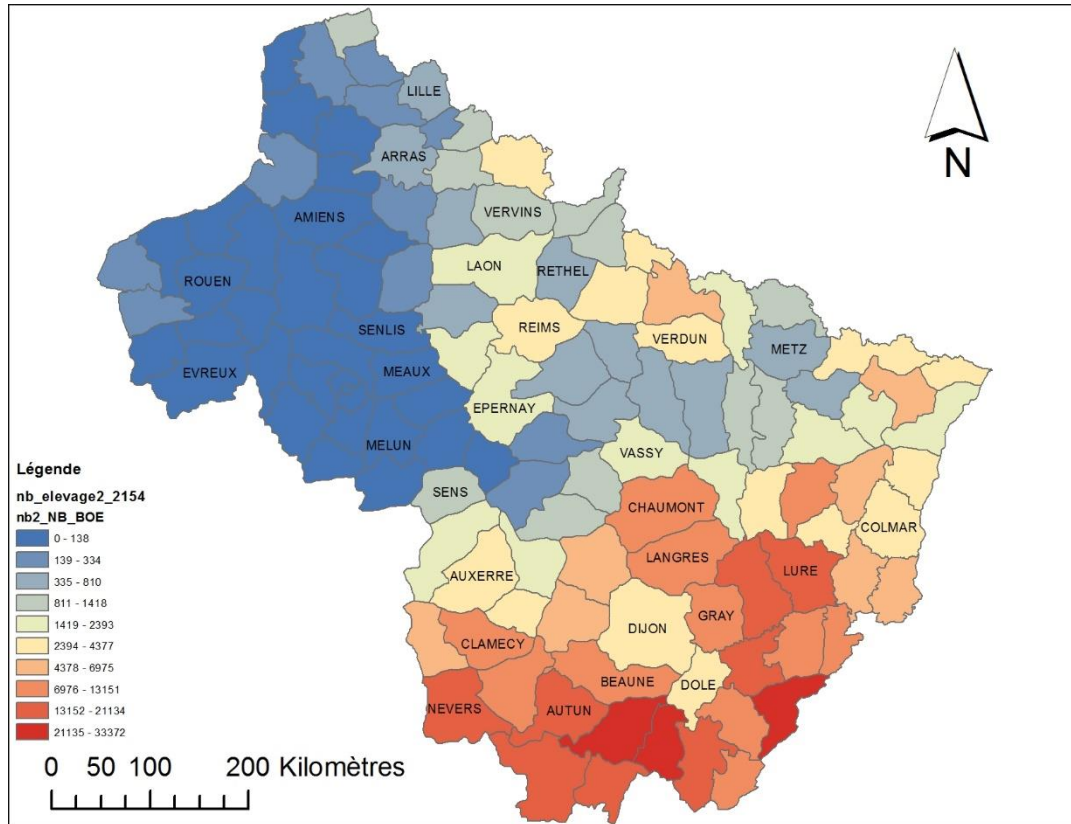 LILLE
ARRAS
N
AMIENS
VERVINS
LAON
RETHEL
ROUEN
SENLIS
REIMS
VERDUN
METZ
EVREUX
MEAUX
EPERNAY
MELUN
VASSY
Légende
nb_elevage2_2154
nb2_NB_BOE
SENS
CHAUMONT
COLMAR
0 - 138
139 - 334
335 - 810
811 - 1418
1419 - 2393
2394 - 4377
4378 - 6975
6976 - 13151
13152 - 21134
21135 - 33372
LANGRES
LURE
AUXERRE
GRAY
DIJON
CLAMECY
BEAUNE
DOLE
NEVERS
AUTUN
0 50 100 200 Kilomètres